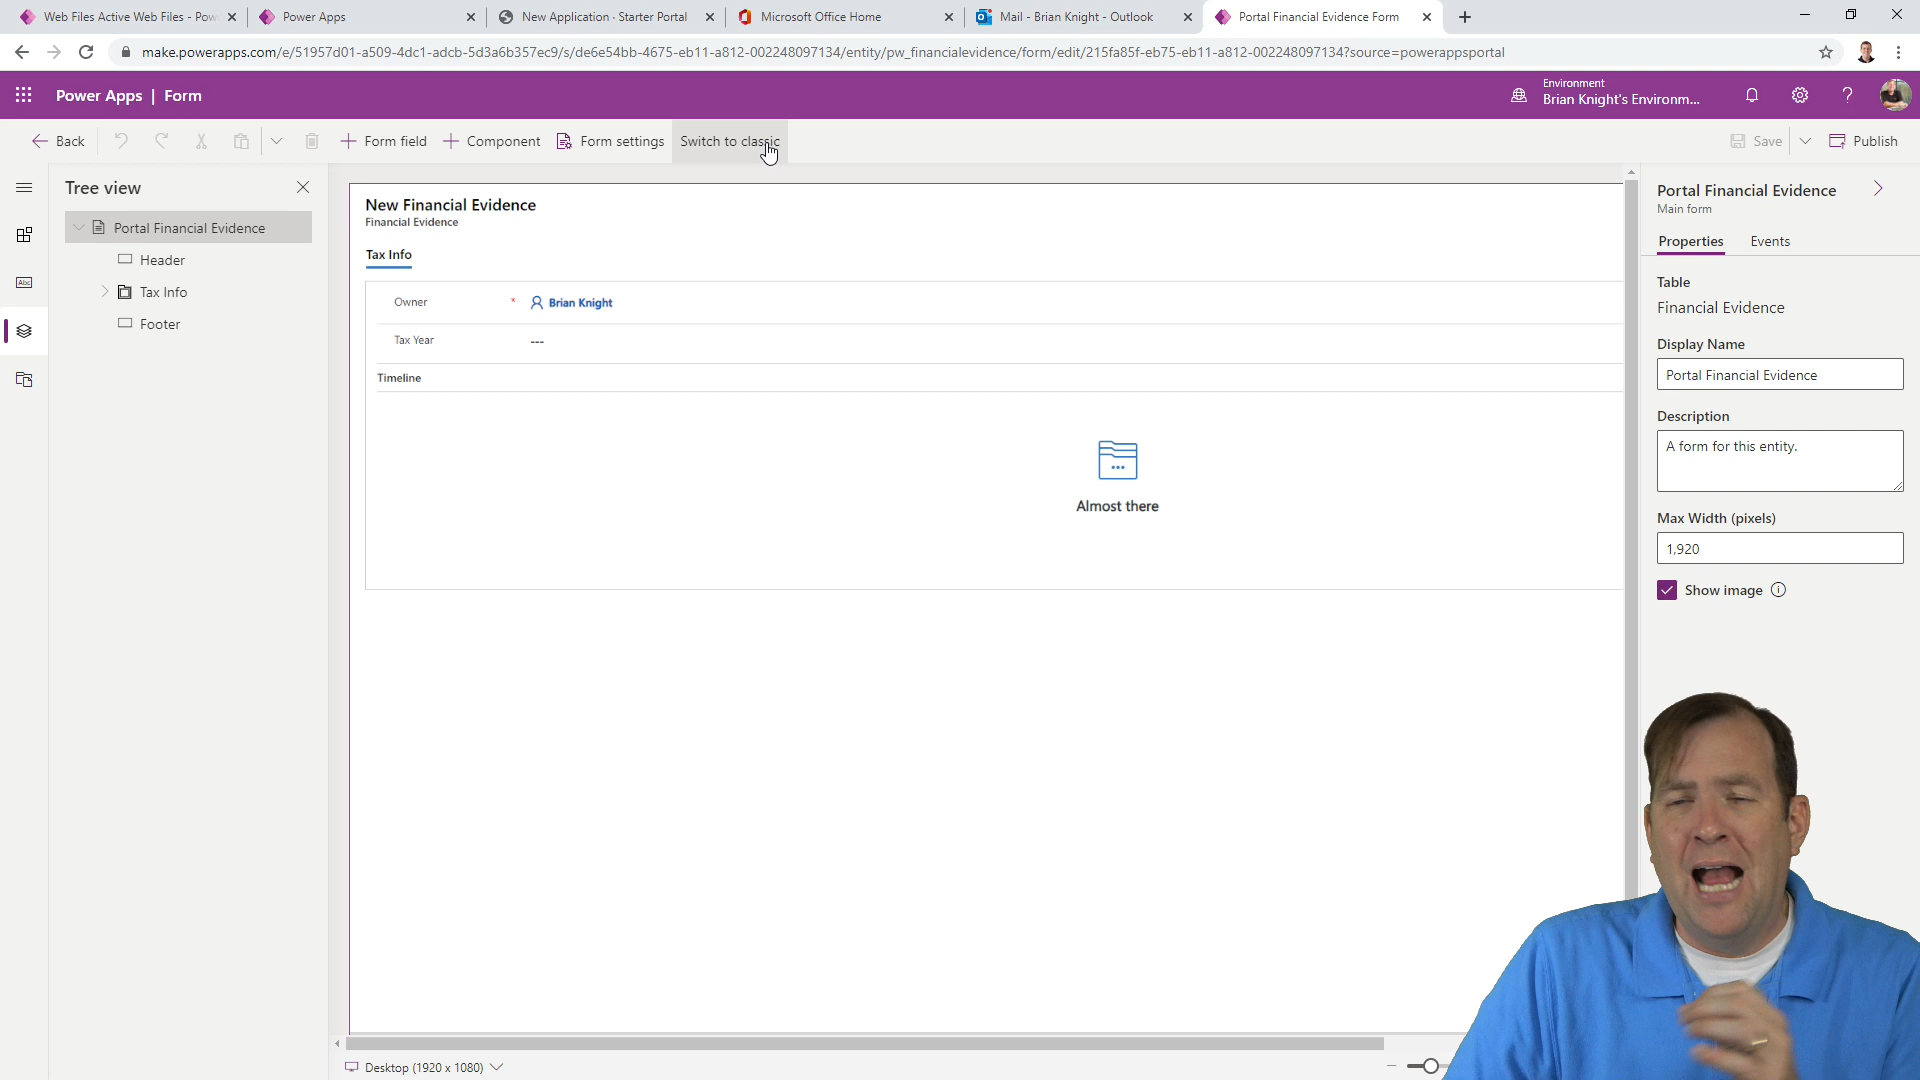 Web Files Active Web Files - Pow
Power Apps
New Application · Starter Portal
Microsoft Office Home
Mail - Brian Knight - Outlook
Portal Financial Evidence Form
make.powerapps.com/e/51957d01-a509-4dc1-adcb-5d3a6b357ec9/s/de6e54bb-4675-eb11-a812-002248097134/entity/pw_financialevidence/form/edit/215fa85f-eb75-eb11-a812-002248097134?source=powerappsportal
Power Apps | Form
Environment
Brian Knight's Environm...
?
Back
Form field
Component
Form settings
Switch to classic
Save
Publish
Tree view
Portal Financial Evidence
Header
Tax Info
Footer
Abc
New Financial Evidence
Financial Evidence
Tax Info
Owner * Brian Knight
Tax Year ---
Timeline
Almost there
Desktop (1920 x 1080)
Portal Financial Evidence
Main form
Properties
Events
Table
Financial Evidence
Display Name
Portal Financial Evidence
Description
A form for this entity.
Max Width (pixels)
1,920
Show image